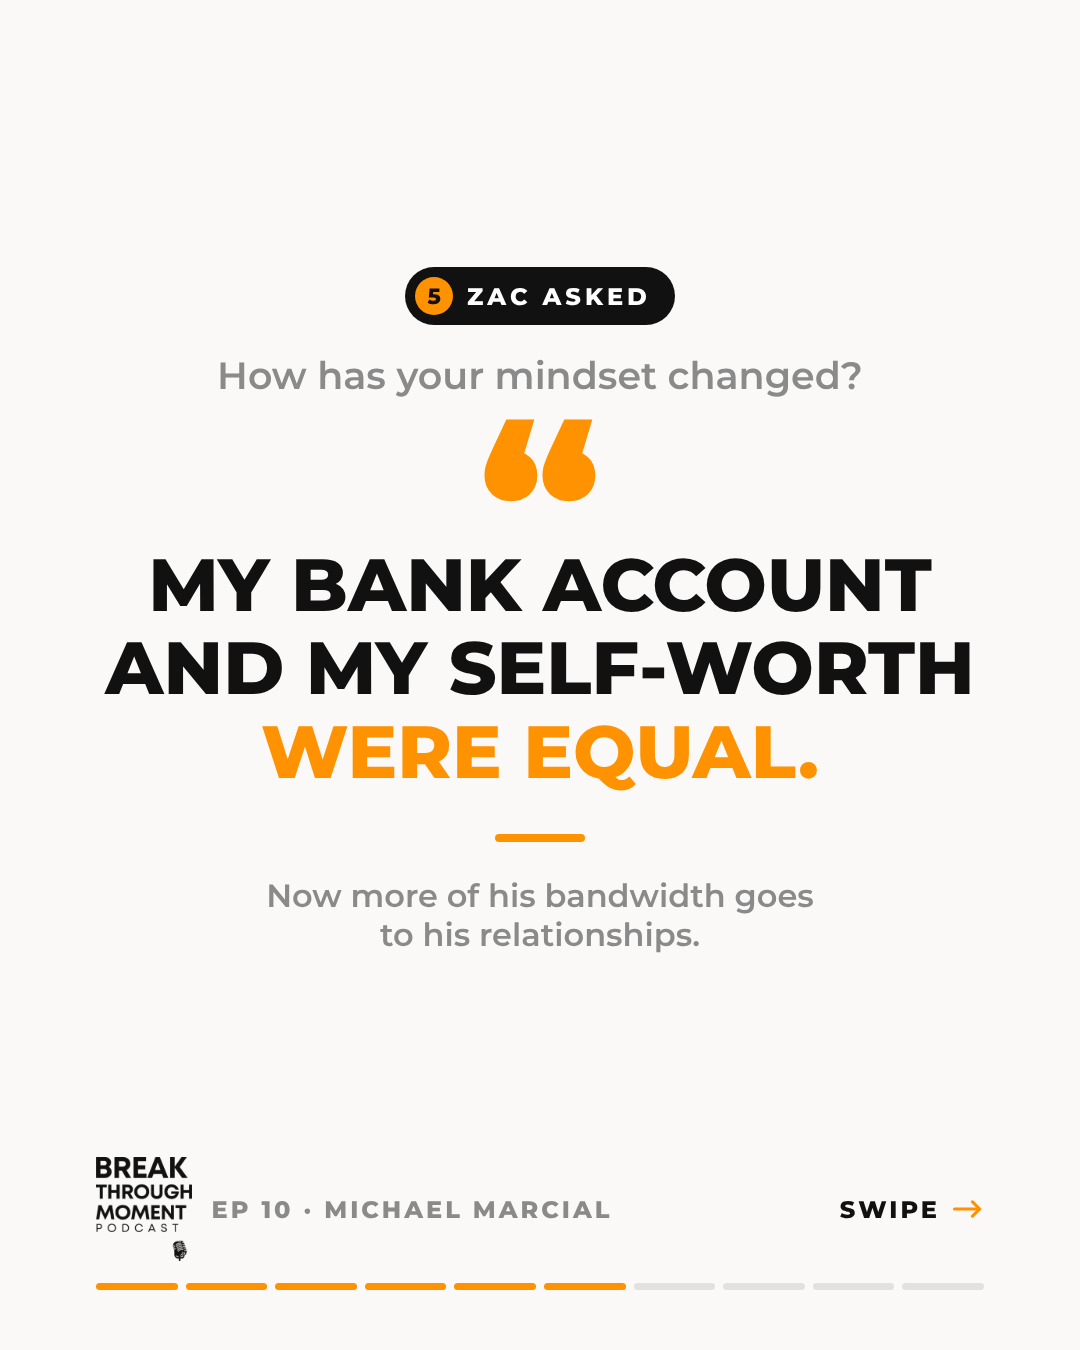 5 ZAC ASKED
How has your mindset changed?
“
MY BANK ACCOUNT
AND MY SELF-WORTH
WERE EQUAL.
Now more of his bandwidth goes
to his relationships.
BREAK
THROUGH
MOMENT
PODCAST
EP 10 · MICHAEL MARCIAL
SWIPE →